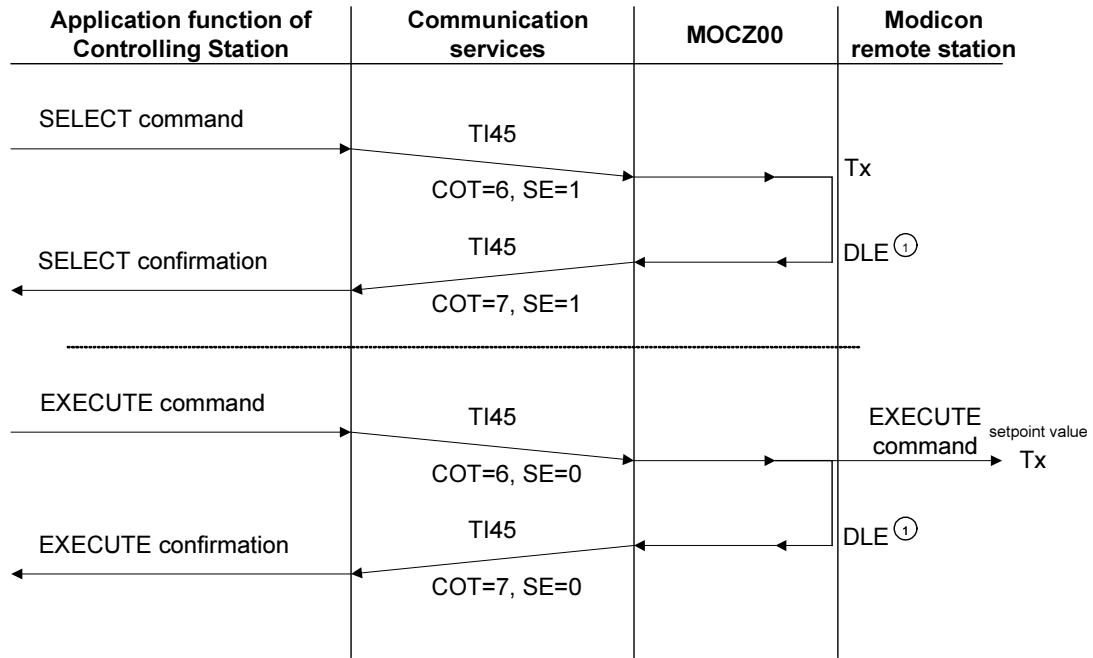 Application function of
Controlling Station
Communication
services
MOCZ00
Modicon
remote station
SELECT command
TI45
COT=6, SE=1
Tx
SELECT confirmation
TI45
COT=7, SE=1
DLE ①
EXECUTE command
TI45
COT=6, SE=0
EXECUTE
command
setpoint value
Tx
EXECUTE confirmation
TI45
COT=7, SE=0
DLE ①